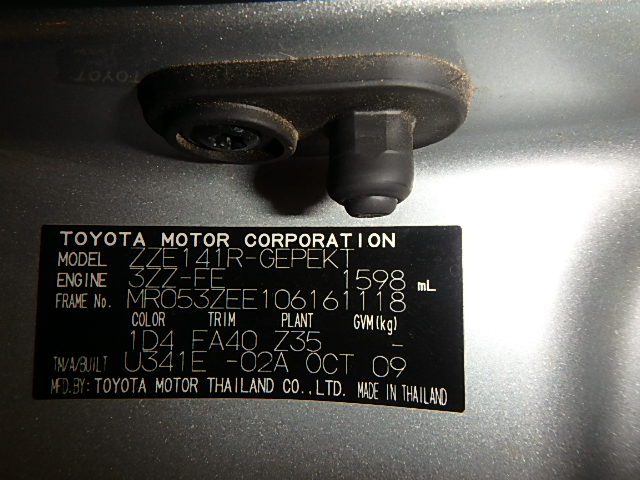 TOYOTA MOTOR CORPORATION
MODEL ZZE141R-GEPEKT
ENGINE 3ZZ-FE 1598 mL
FRAME No. MR053ZEE106161118
COLOR TRIM PLANT GVM(kg)
1D4 FA40 Z35 -
TM/A/BUILT U341E -02A OCT 09
MFD.BY: TOYOTA MOTOR THAILAND CO.,LTD. MADE IN THAILAND